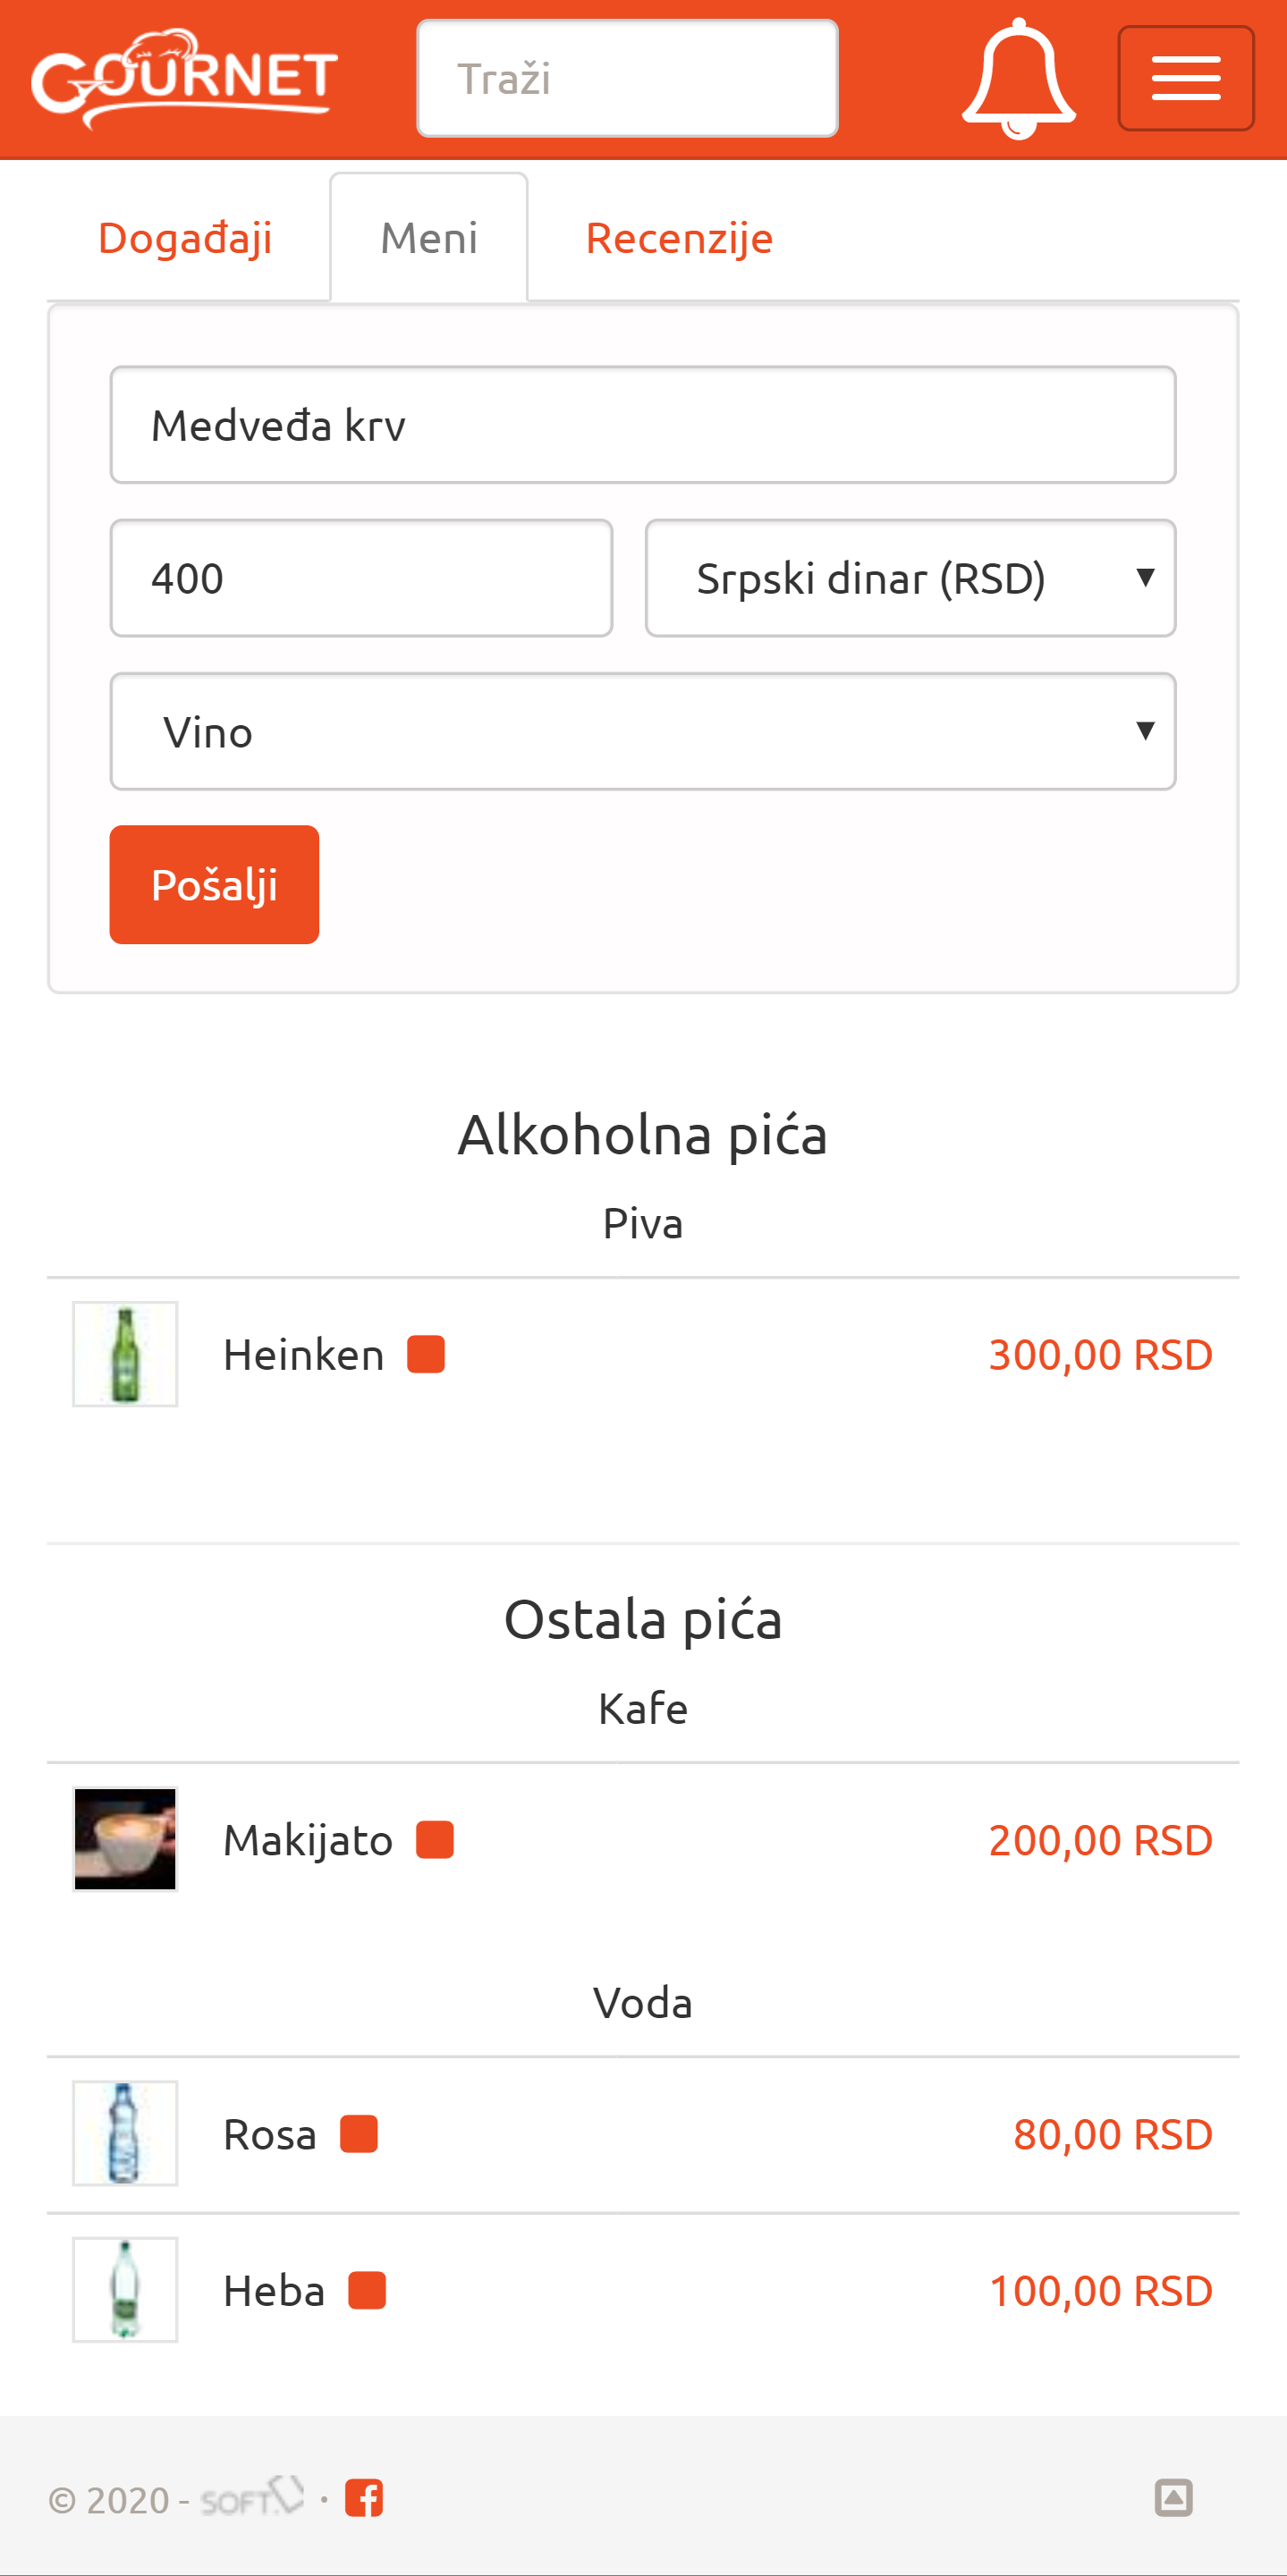 GOURNET
Traži
Događaji Meni Recenzije
Medveđa krv
400 Srpski dinar (RSD)
Vino
Pošalji
Alkoholna pića
Piva
Heinken 300,00 RSD
Ostala pića
Kafe
Makijato 200,00 RSD
Voda
Rosa 80,00 RSD
Heba 100,00 RSD
© 2020 - SOFT. ·